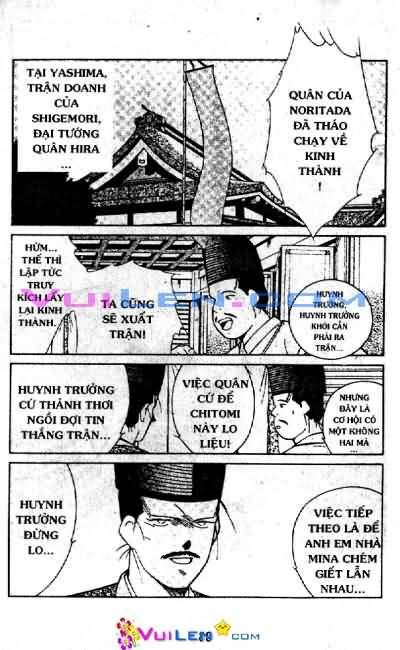 TẠI YASHIMA,
TRẬN DOANH
CỦA
SHIGEMORI,
ĐẠI TƯỚNG
QUÂN HIRA
...
QUÂN CỦA
NORITADA
ĐÃ THÁO
CHẠY VỀ
KINH
THÀNH
!
HỪM...
THẾ THÌ
LẬP TỨC
TRUY
KÍCH LẤY
LẠI KINH
THÀNH.
TA CŨNG
SẼ XUẤT
TRẬN!
HUYNH
TRƯỞNG,
HUYNH TRƯỞNG
KHỎI CẦN
PHẢI RA
TRẬN...
VuiLen.com
HUYNH TRƯỞNG
CỨ THẢNH THƠI
NGỒI ĐỢI TIN
THẮNG TRẬN...
VIỆC QUÂN
CỨ ĐỂ
CHITOMI
NÀY LO
LIỆU!
NHƯNG
ĐÂY LÀ
CƠ HỘI CÓ
MỘT KHÔNG
HAI MÀ
...
HUYNH
TRƯỞNG
ĐỪNG
LO...
VIỆC TIẾP
THEO LÀ ĐỂ
ANH EM NHÀ
MINA CHÉM
GIẾT LẪN
NHAU...
VuiLen.com